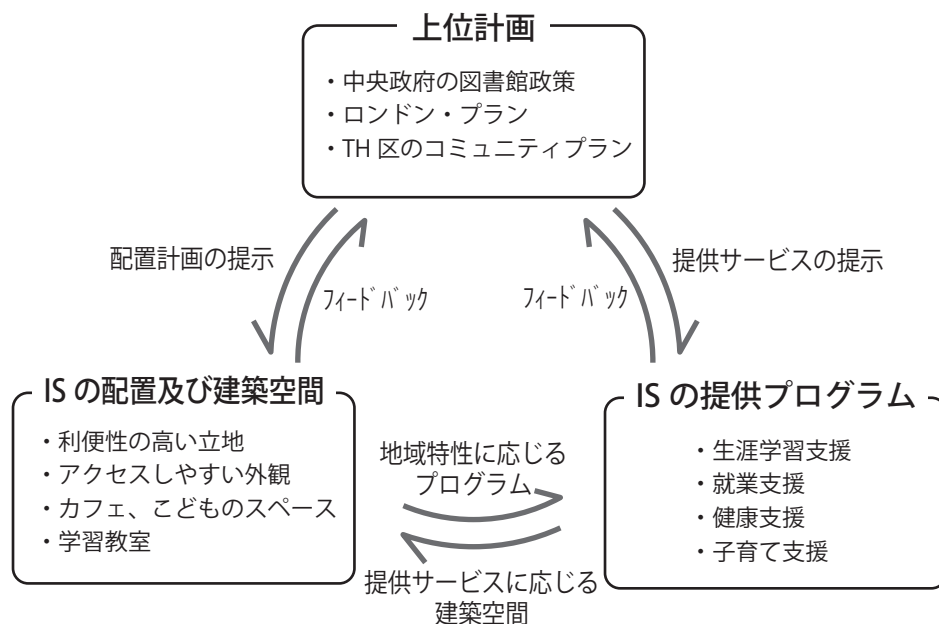 上位計画
・中央政府の図書館政策
・ロンドン・プラン
・TH 区のコミュニティプラン
配置計画の提示
フィードバック
フィードバック
提供サービスの提示
IS の配置及び建築空間
・利便性の高い立地
・アクセスしやすい外観
・カフェ、こどものスペース
・学習教室
地域特性に応じる
プログラム
提供サービスに応じる
建築空間
IS の提供プログラム
・生涯学習支援
・就業支援
・健康支援
・子育て支援